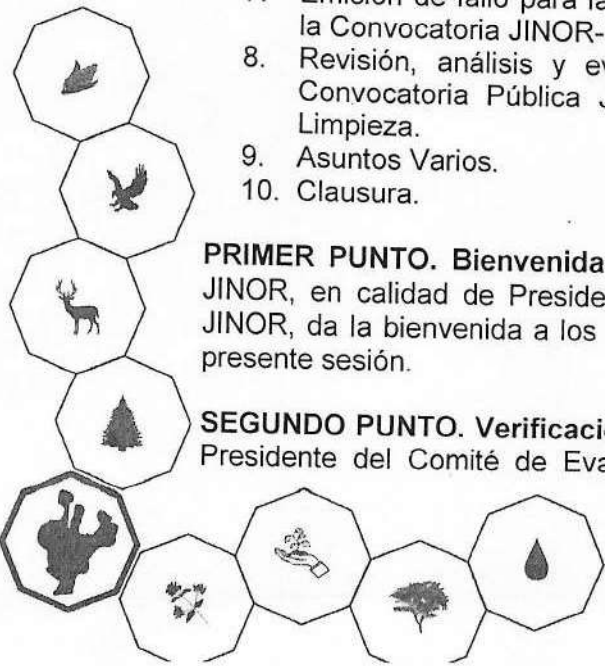 Emisión de fallo para la
la Convocatoria JINOR-
8. Revisión, análisis y ev
Convocatoria Pública J
Limpieza.
9. Asuntos Varios.
10. Clausura.
PRIMER PUNTO. Bienvenida
JINOR, en calidad de Preside
JINOR, da la bienvenida a los
presente sesión.
SEGUNDO PUNTO. Verificaci
Presidente del Comité de Eva